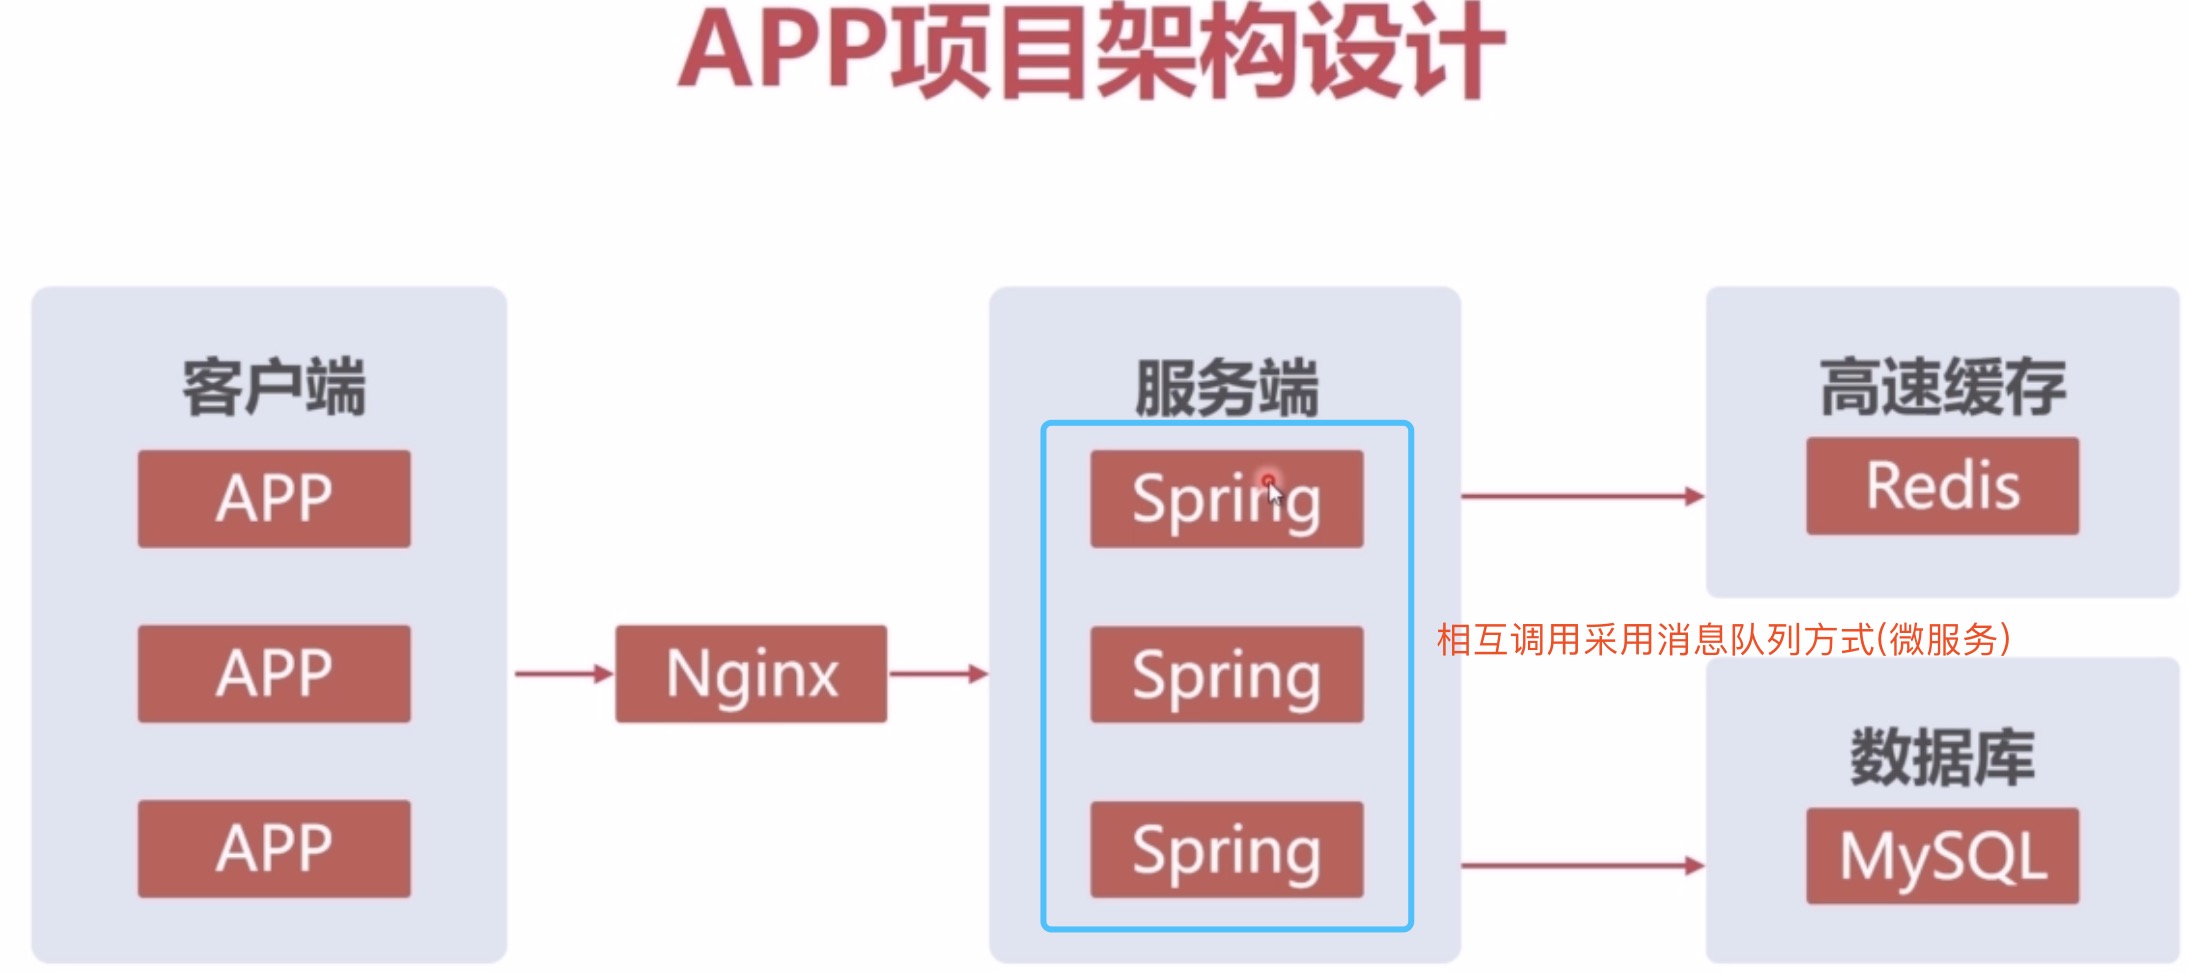 APP项目架构设计
客户端
APP
APP
APP
Nginx
服务端
Spring
Spring
Spring
相互调用采用消息队列方式(微服务)
高速缓存
Redis
数据库
MySQL